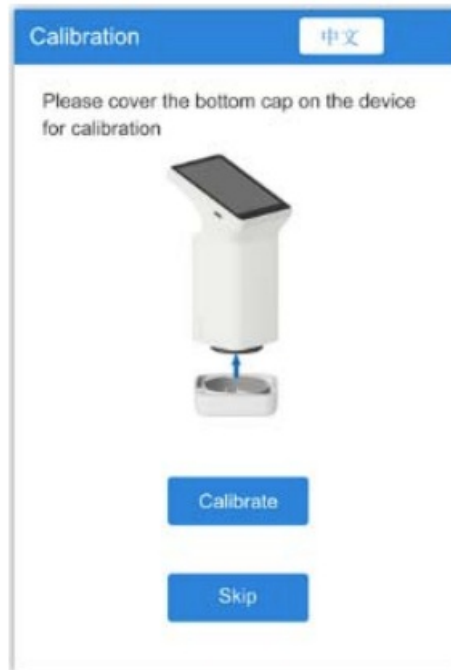 Calibration
中文
Please cover the bottom cap on the device
for calibration
Calibrate
Skip